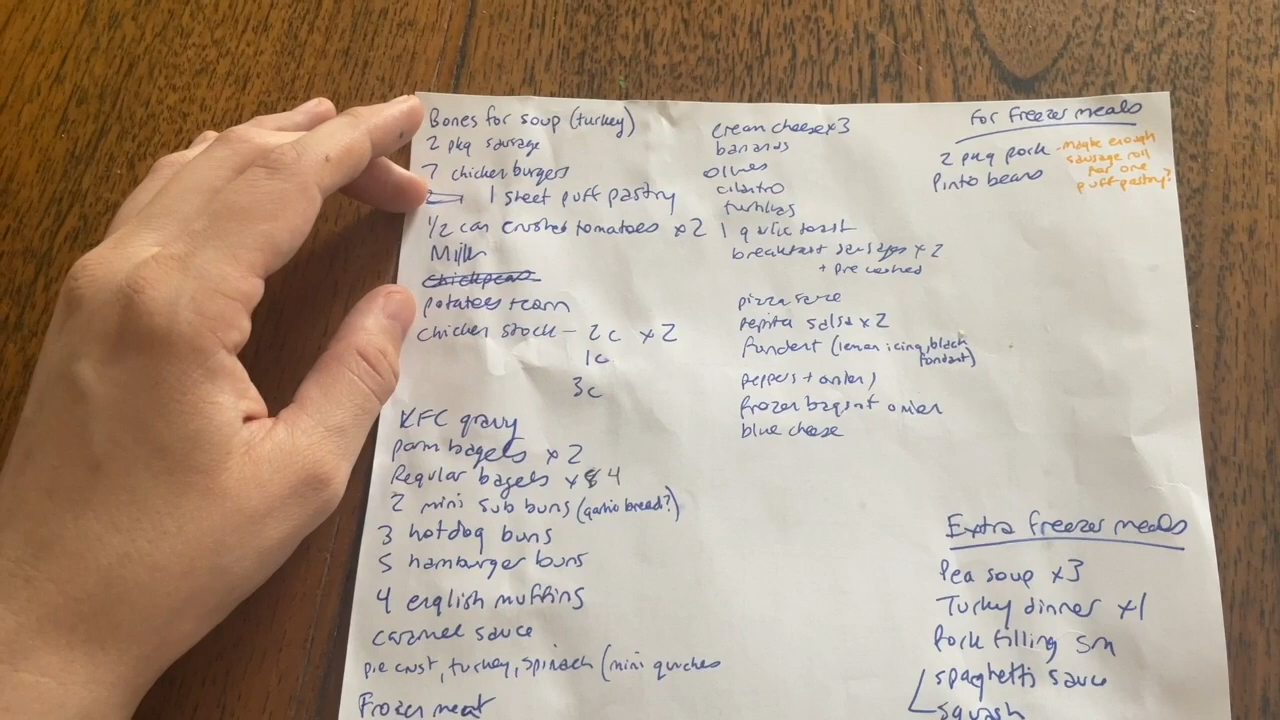 Bones for soup (turkey)
2 pkg sausage
7 chicken burgers
1 sheet puff pastry
1/2 can crushed tomatoes x2
Milk
chickpeas
potatoes +
chicken stock - 2c x2
1c
3c
KFC gravy
parm bagels x2
Regular bagels x 4
2 mini sub buns (garlic bread?)
3 hotdog buns
5 hamburger buns
4 english muffins
caramel sauce
pie crust, turkey, spinach (mini quiches
Frozen meat
cream cheese x3
bananas
olives
cilantro
tortillas
1 garlic toast
breakfast sausages x2
+ pre cooked
pizza sauce
pepita salsa x2
fondant (lemon icing, black
fondant)
peppers + onions
frozen bags of onion
blue cheese
For freezer meals
2 pkg pork
Pinto beans
-maybe enough
sausage roll
for one
puff pastry?
Extra freezer meals
Pea soup x3
Turky dinner x1
Pork filling sm
spaghetti sauce
squash